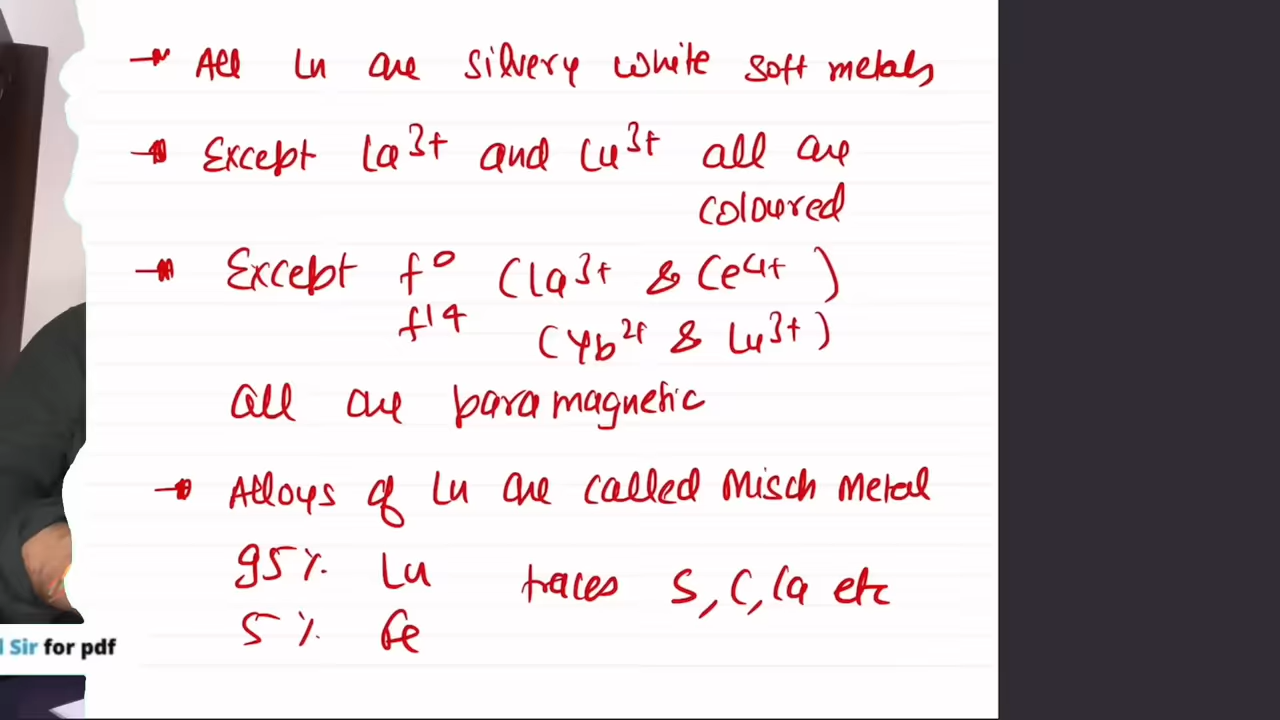 → All Ln are silvery white soft metals
→ Except La³⁺ and Lu³⁺ all are
coloured
→ Except f⁰ (La³⁺ & Ce⁴⁺)
f¹⁴ (Yb²⁺ & Lu³⁺)
all are paramagnetic
→ Alloys of Ln are called Misch Metal
95% Ln traces S, C, Ca etc
5% Fe
Sir for pdf